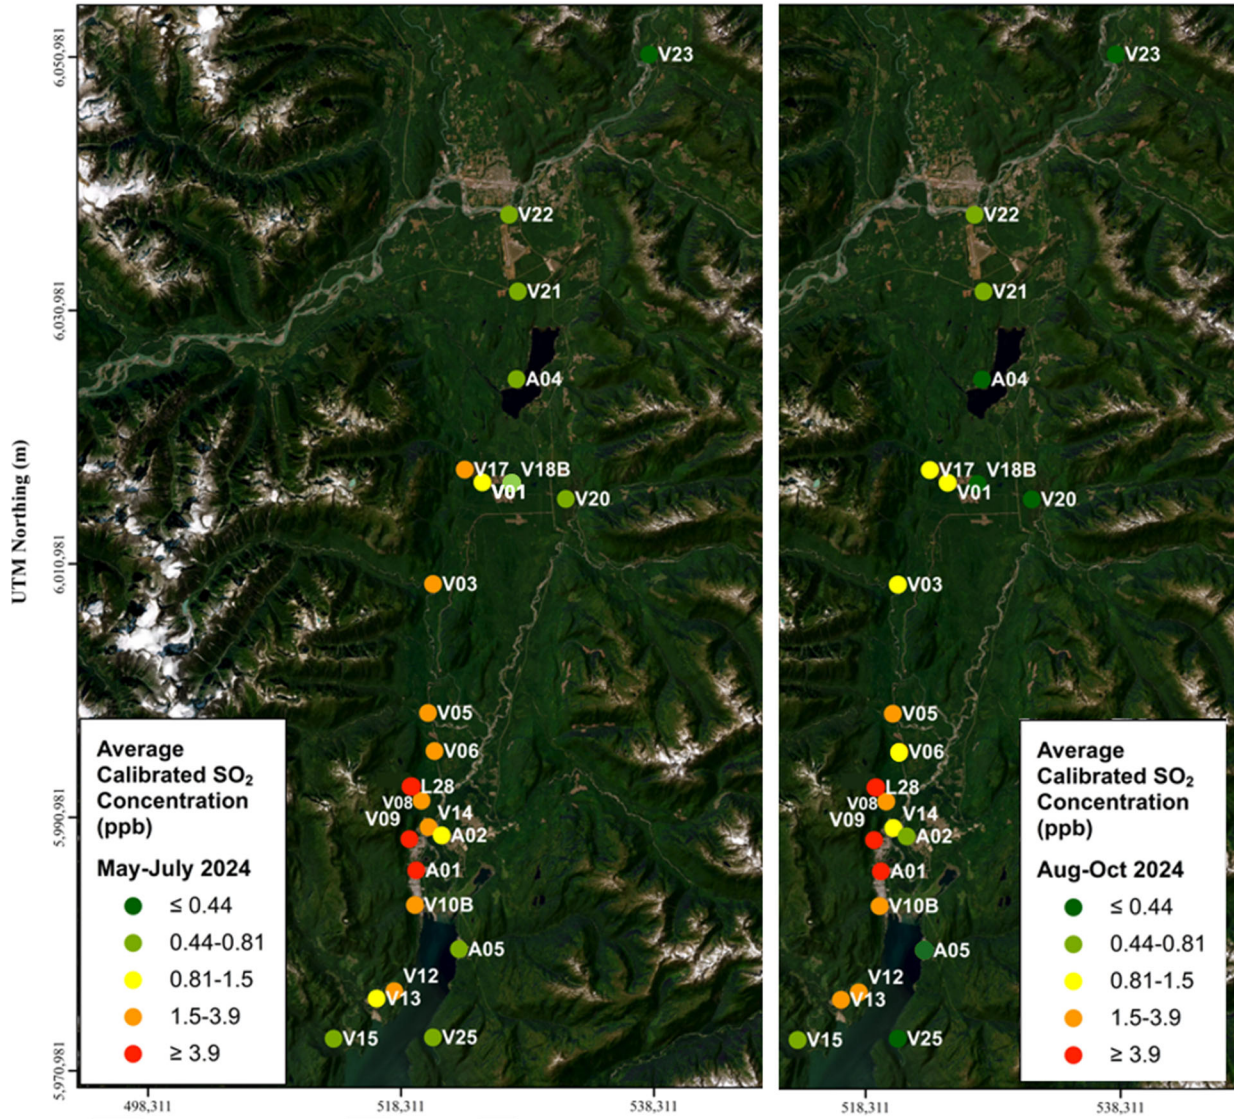 6,050,981
V23
V22
V21
6,030,981
A04
UTM Northing (m)
V17
V18B
V01
V20
6,010,981
V03
V05
V06
L28
V08
V14
V09
A02
5,990,981
A01
V10B
A05
V12
V13
V15
V25
5,970,981
498,311
518,311
538,311
Average
Calibrated SO₂
Concentration
(ppb)
May-July 2024
≤ 0.44
0.44-0.81
0.81-1.5
1.5-3.9
≥ 3.9
V23
V22
V21
A04
V17
V18B
V01
V20
V03
V05
V06
L28
V08
V14
V09
A02
A01
V10B
A05
V12
V13
V15
V25
518,311
538,311
Average
Calibrated SO₂
Concentration
(ppb)
Aug-Oct 2024
≤ 0.44
0.44-0.81
0.81-1.5
1.5-3.9
≥ 3.9